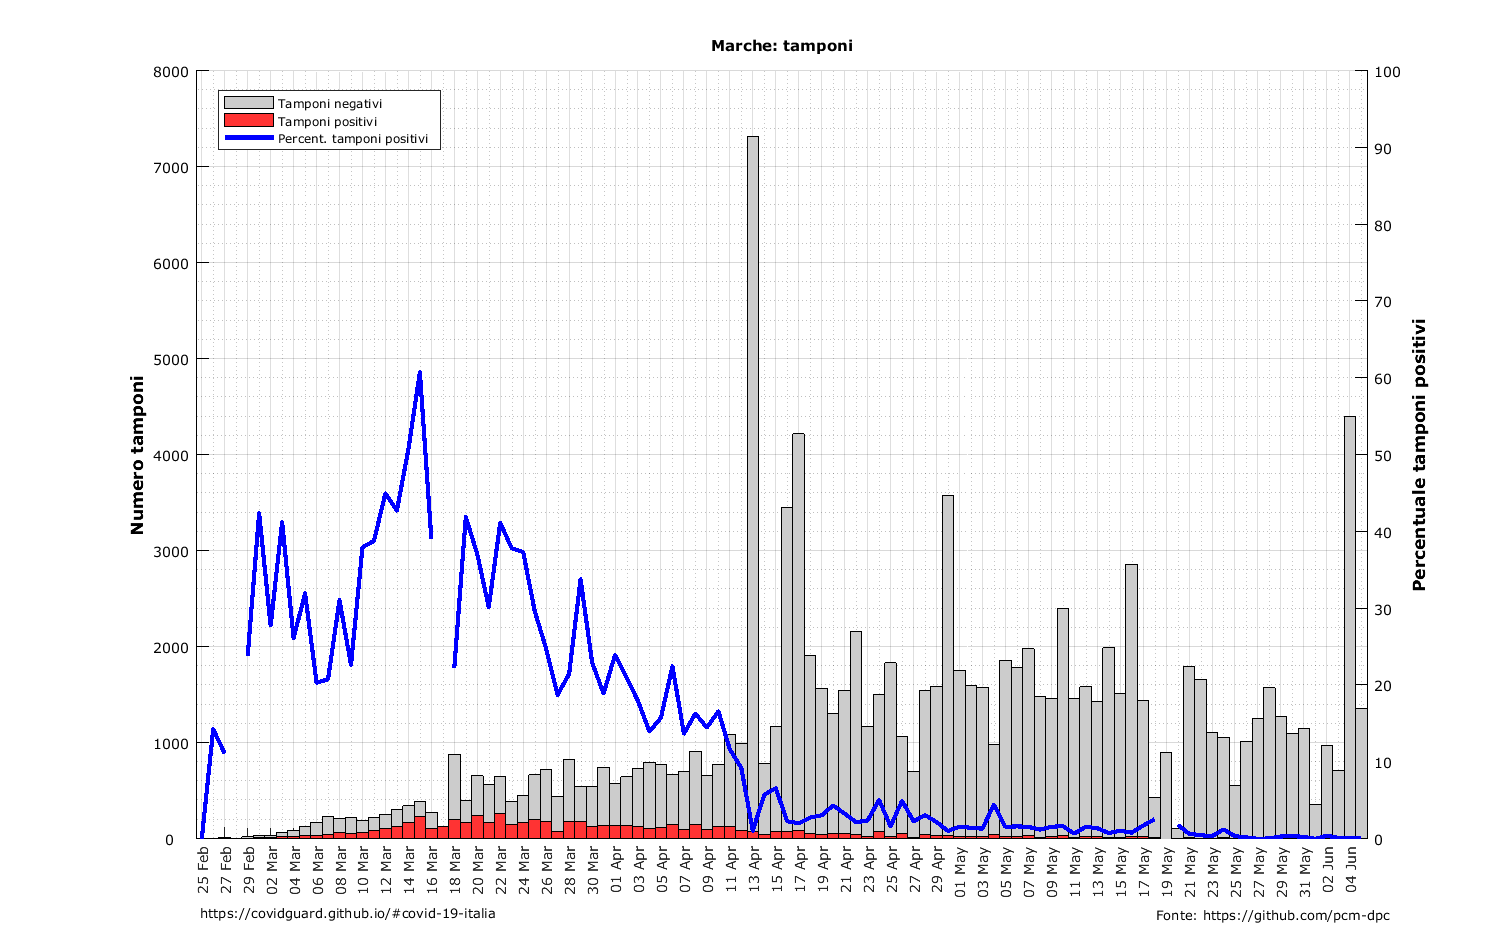 Marche: tamponi
8000
7000
6000
5000
4000
3000
2000
1000
0
Numero tamponi
Tamponi negativi
Tamponi positivi
Percent. tamponi positivi
100
90
80
70
60
50
40
30
20
10
0
Percentuale tamponi positivi
25 Feb
27 Feb
29 Feb
02 Mar
04 Mar
06 Mar
08 Mar
10 Mar
12 Mar
14 Mar
16 Mar
18 Mar
20 Mar
22 Mar
24 Mar
26 Mar
28 Mar
30 Mar
01 Apr
03 Apr
05 Apr
07 Apr
09 Apr
11 Apr
13 Apr
15 Apr
17 Apr
19 Apr
21 Apr
23 Apr
25 Apr
27 Apr
29 Apr
01 May
03 May
05 May
07 May
09 May
11 May
13 May
15 May
17 May
19 May
21 May
23 May
25 May
27 May
29 May
31 May
02 Jun
04 Jun
https://covidguard.github.io/#covid-19-italia
Fonte: https://github.com/pcm-dpc